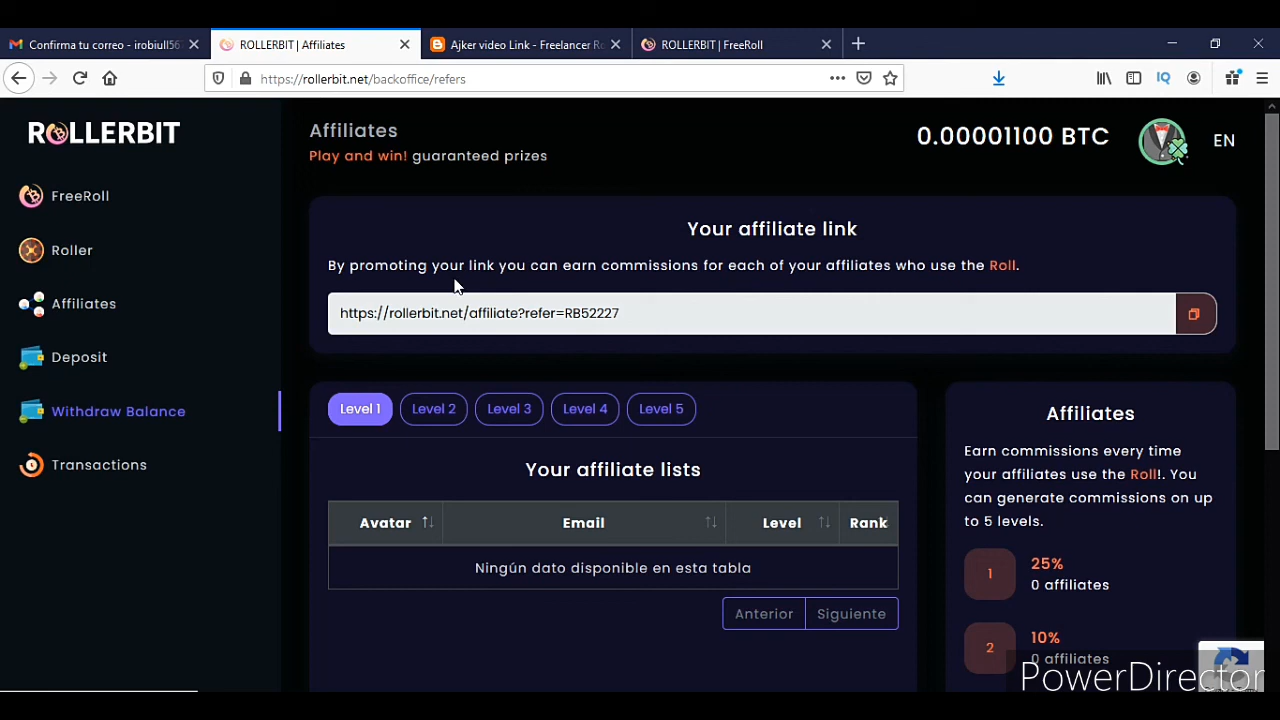 Confirma tu correo - irobiull567
ROLLERBIT | Affiliates
Ajker video Link - Freelancer Ro
ROLLERBIT | FreeRoll
https://rollerbit.net/backoffice/refers
IQ
ROLLERBIT
FreeRoll
Roller
Affiliates
Deposit
Withdraw Balance
Transactions
Affiliates
Play and win! guaranteed prizes
0.00001100 BTC
EN
Your affiliate link
By promoting your link you can earn commissions for each of your affiliates who use the Roll.
https://rollerbit.net/affiliate?refer=RB52227
Level 1 Level 2 Level 3 Level 4 Level 5
Your affiliate lists
Avatar Email Level Rank
Ningún dato disponible en esta tabla
Anterior Siguiente
Affiliates
Earn commissions every time
your affiliates use the Roll!. You
can generate commissions on up
to 5 levels.
1 25%
0 affiliates
2 10%
0 affiliates
PowerDirector